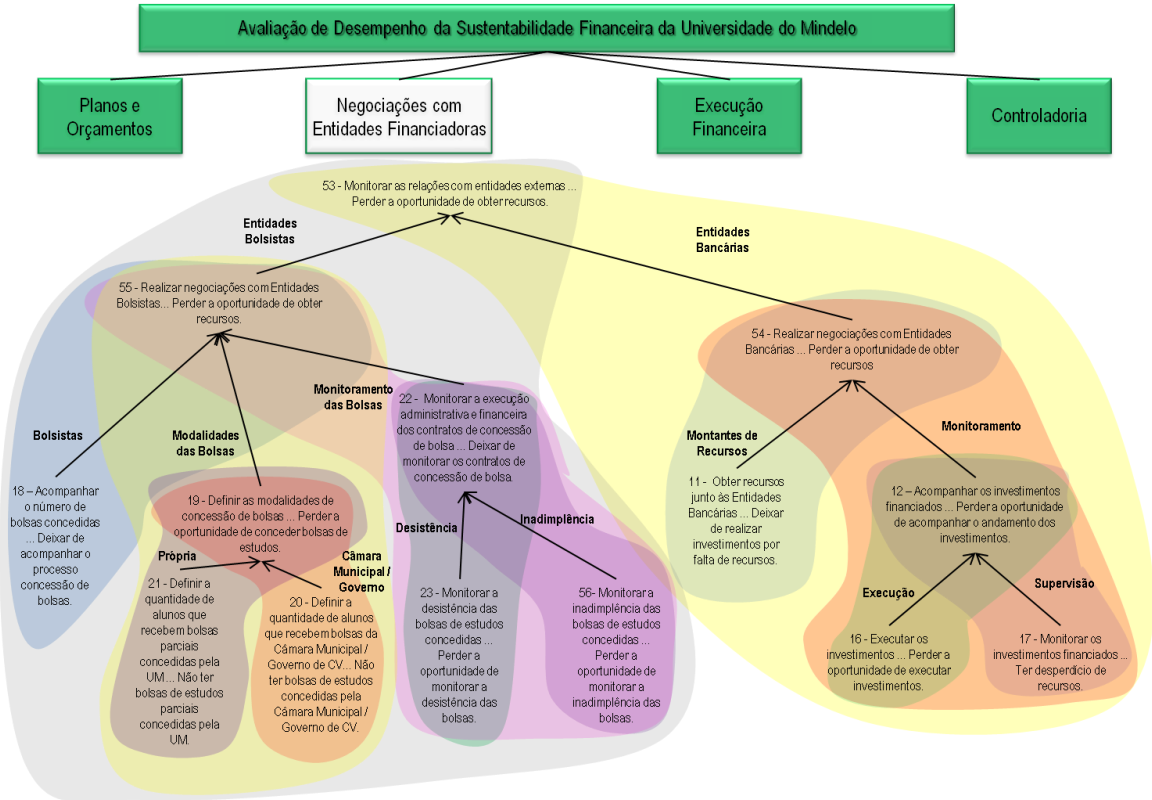 Avaliação de Desempenho da Sustentabilidade Financeira da Universidade do Mindelo
Planos e
Orçamentos
Negociações com
Entidades Financiadoras
Execução
Financeira
Controladoria
53 - Monitorar as relações com entidades externas ...
Perder a oportunidade de obter recursos.
Entidades
Bolsistas
Entidades
Bancárias
55 - Realizar negociações com Entidades
Bolsistas... Perder a oportunidade de obter
recursos.
54 - Realizar negociações com Entidades
Bancárias ... Perder a oportunidade de obter
recursos
Bolsistas
Modalidades
das Bolsas
Monitoramento
das Bolsas
22 - Monitorar a execução
administrativa e financeira
dos contratos de concessão
de bolsa ... Deixar de
monitorar os contratos de
concessão de bolsa.
Montantes de
Recursos
Monitoramento
18 – Acompanhar
o número de
bolsas concedidas
... Deixar de
acompanhar o
processo
concessão de
bolsas.
19 - Definir as modalidades de
concessão de bolsas ... Perder a
oportunidade de conceder bolsas de
estudos.
11 - Obter recursos
junto às Entidades
Bancárias ... Deixar
de realizar
investimentos por
falta de recursos.
12 – Acompanhar os investimentos
financiados ... Perder a oportunidade
de acompanhar o andamento dos
investimentos.
Própria
Câmara
Municipal /
Governo
Desistência
Inadimplência
Execução
Supervisão
21 - Definir a
quantidade de
alunos que
recebem bolsas
parciais
concedidas pela
UM... Não ter
bolsas de estudos
parciais
concedidas pela
UM.
20 - Definir a
quantidade de alunos
que recebem bolsas da
Câmara Municipal /
Governo de CV... Não
ter bolsas de estudos
concedidas pela
Câmara Municipal /
Governo de CV.
23 - Monitorar a
desistência das
bolsas de estudos
concedidas ...
Perder a
oportunidade de
monitorar a
desistência das
bolsas.
56- Monitorar a
inadimplência das
bolsas de estudos
concedidas ...
Perder a
oportunidade de
monitorar a
inadimplência das
bolsas.
16 - Executar os
investimentos ... Perder a
oportunidade de executar
investimentos.
17 - Monitorar os
investimentos financiados ...
Ter desperdício de
recursos.